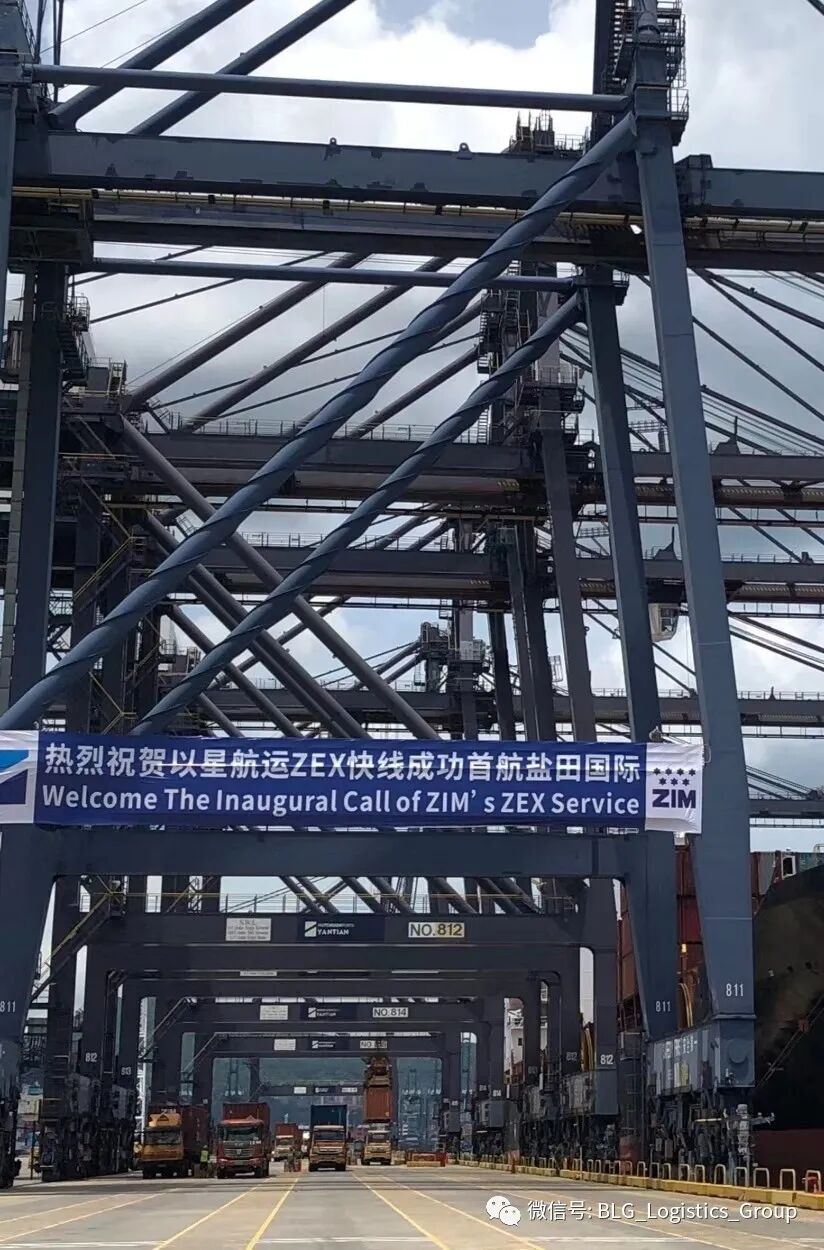 热烈祝贺以星航运ZEX快线成功首航盐田国际
Welcome The Inaugural Call of ZIM's ZEX Service
ZIM
YANTIAN
NO.812
NO.814
811
811
811
812
813
812
812
微信号: BLG_Logistics_Group